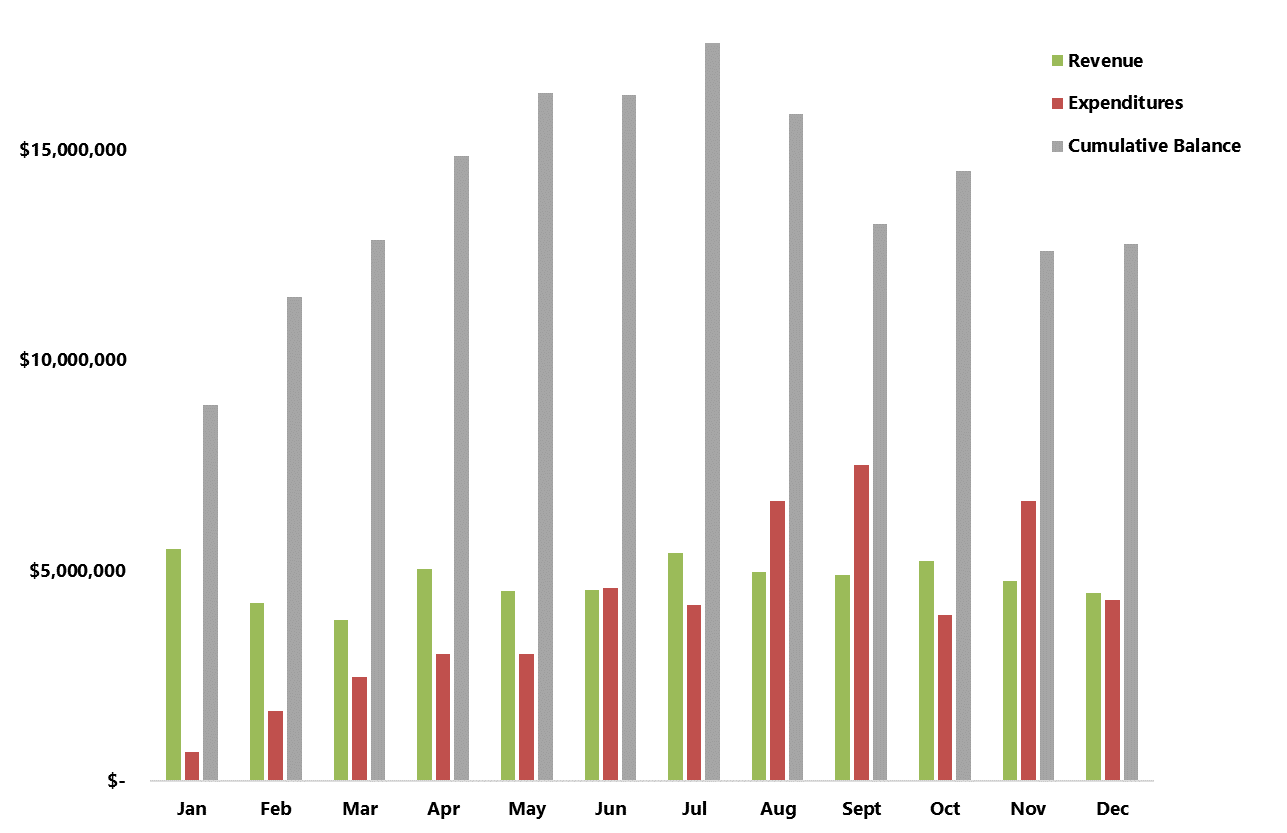 Revenue
Expenditures
Cumulative Balance
$15,000,000
$10,000,000
$5,000,000
$-
Jan Feb Mar Apr May Jun Jul Aug Sept Oct Nov Dec